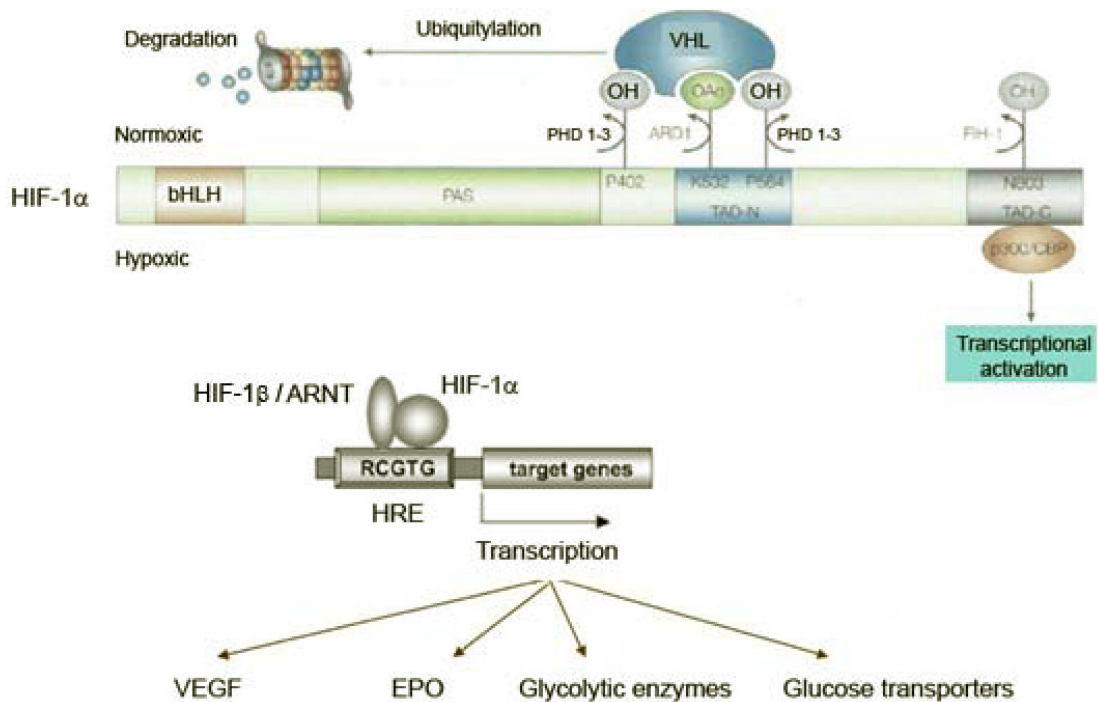 Degradation
Ubiquitylation
VHL
OH
OAc
OH
OH
Normoxic
PHD 1-3
ARD1
PHD 1-3
FIH-1
HIF-1α
bHLH
PAS
P402
K532
P564
TAD-N
N803
TAD-C
Hypoxic
p300/CBP
Transcriptional
activation
HIF-1β / ARNT
HIF-1α
RCGTG
target genes
HRE
Transcription
VEGF
EPO
Glycolytic enzymes
Glucose transporters